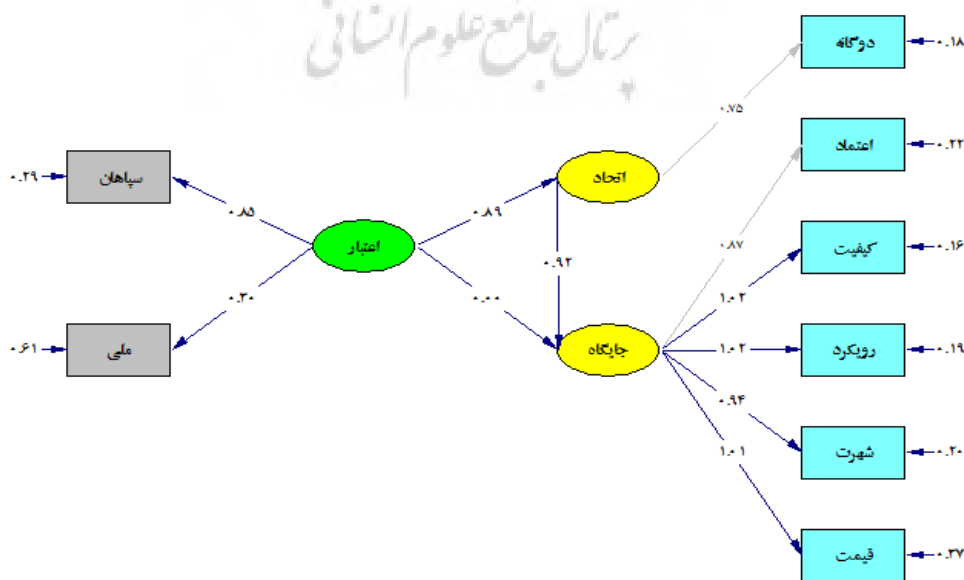 پرتال جامع علوم انسانی
دوگانه
۰.۱۸
۰.۷۵
اعتماد
۰.۲۲
۰.۲۹
سپاهان
۰.۸۵
اعتبار
۰.۸۹
اتحاد
۰.۸۷
کیفیت
۰.۱۶
۰.۹۲
۱.۰۲
۰.۳۰
۰.۰۰
۰.۶۱
ملی
جایگاه
۱.۰۲
رویکرد
۰.۱۹
۰.۹۴
۱.۰۱
شهرت
۰.۲۰
قیمت
۰.۳۷